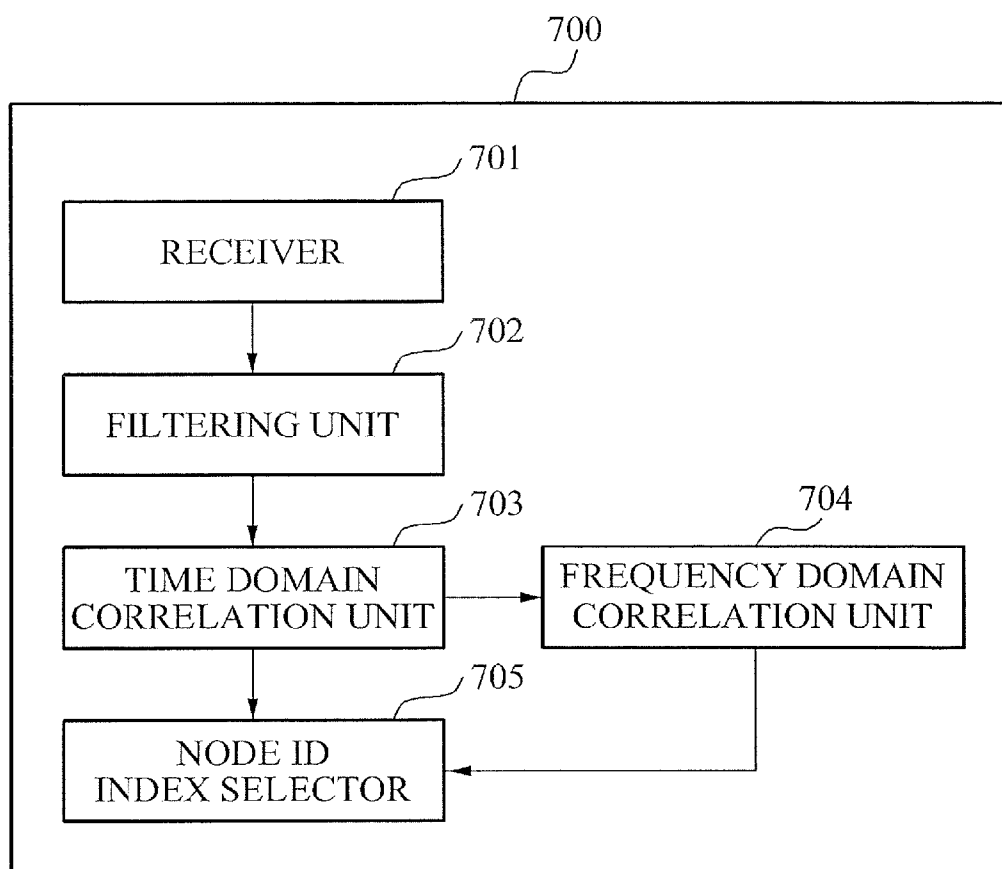 700
701
RECEIVER
702
FILTERING UNIT
703
TIME DOMAIN
CORRELATION UNIT
704
FREQUENCY DOMAIN
CORRELATION UNIT
705
NODE ID
INDEX SELECTOR